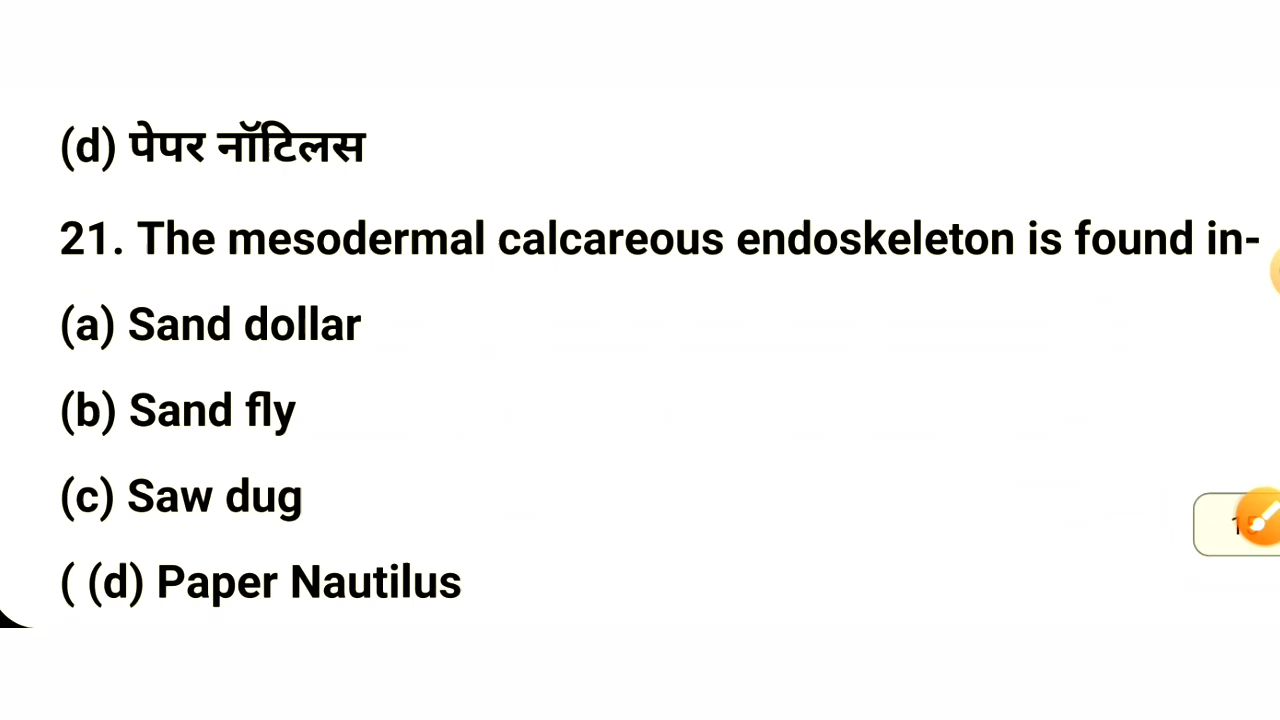 (d) पेपर नॉटिलस
21. The mesodermal calcareous endoskeleton is found in-
(a) Sand dollar
(b) Sand fly
(c) Saw dug
( (d) Paper Nautilus